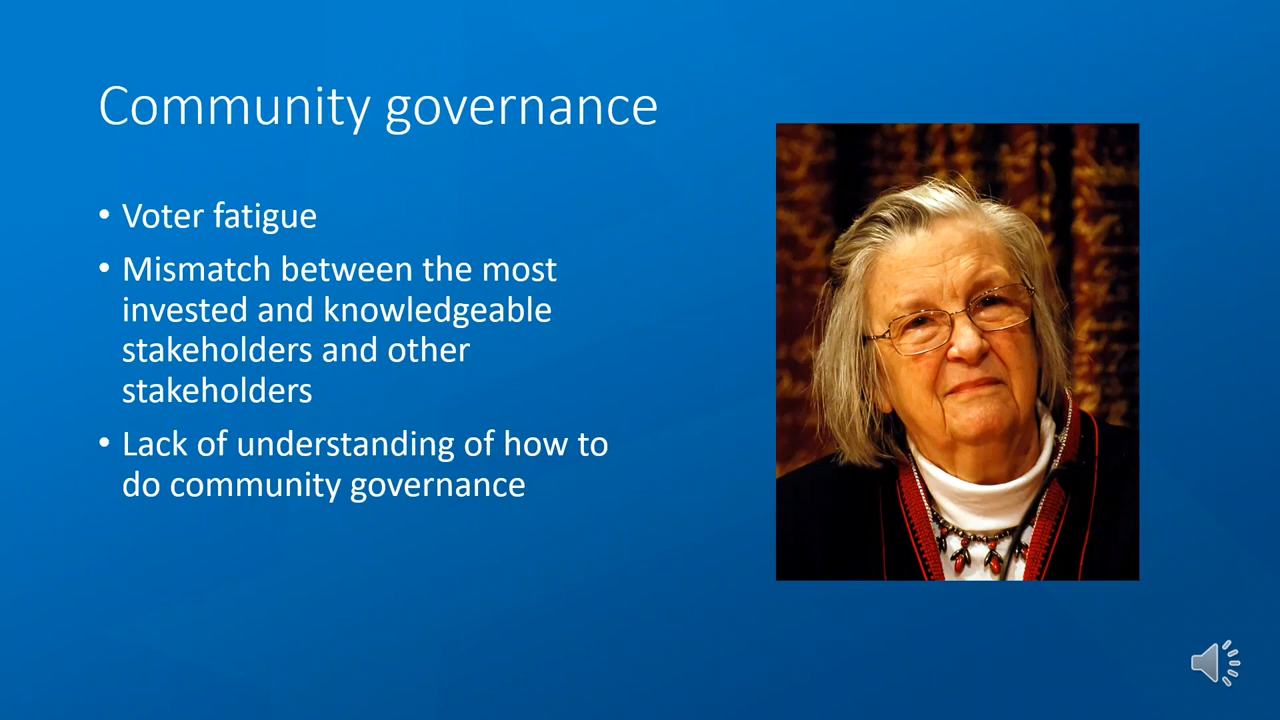 Community governance
• Voter fatigue
• Mismatch between the most
invested and knowledgeable
stakeholders and other
stakeholders
• Lack of understanding of how to
do community governance